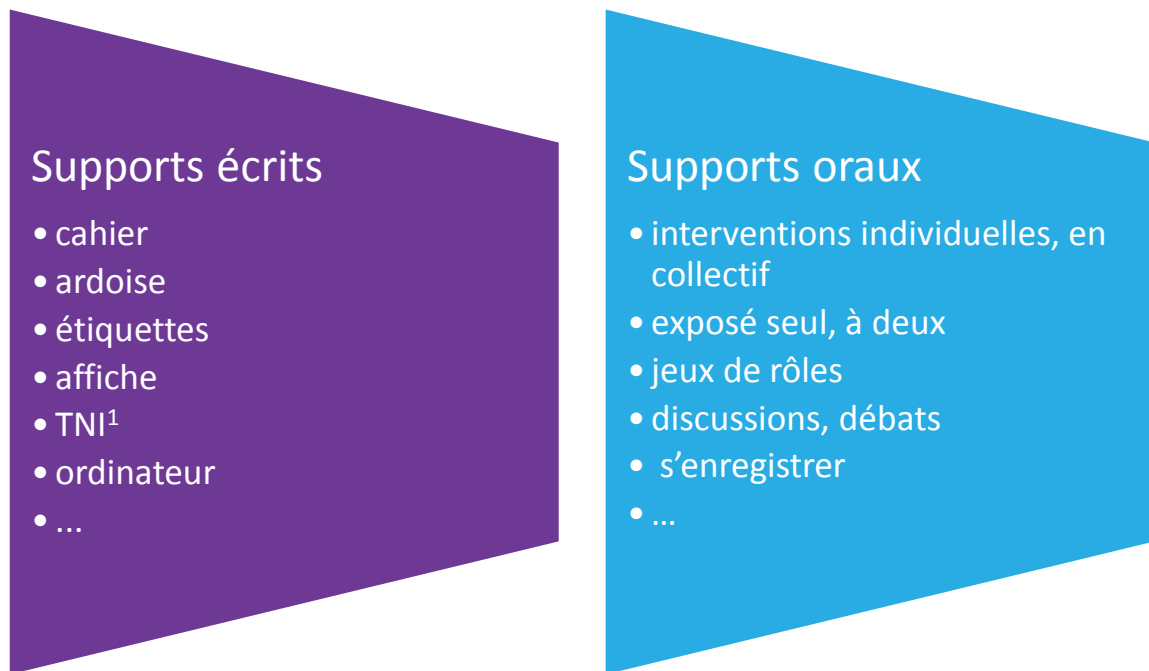 Supports écrits
• cahier
• ardoise
• étiquettes
• affiche
• TNI¹
• ordinateur
• ...
Supports oraux
• interventions individuelles, en
collectif
• exposé seul, à deux
• jeux de rôles
• discussions, débats
• s’enregistrer
• …